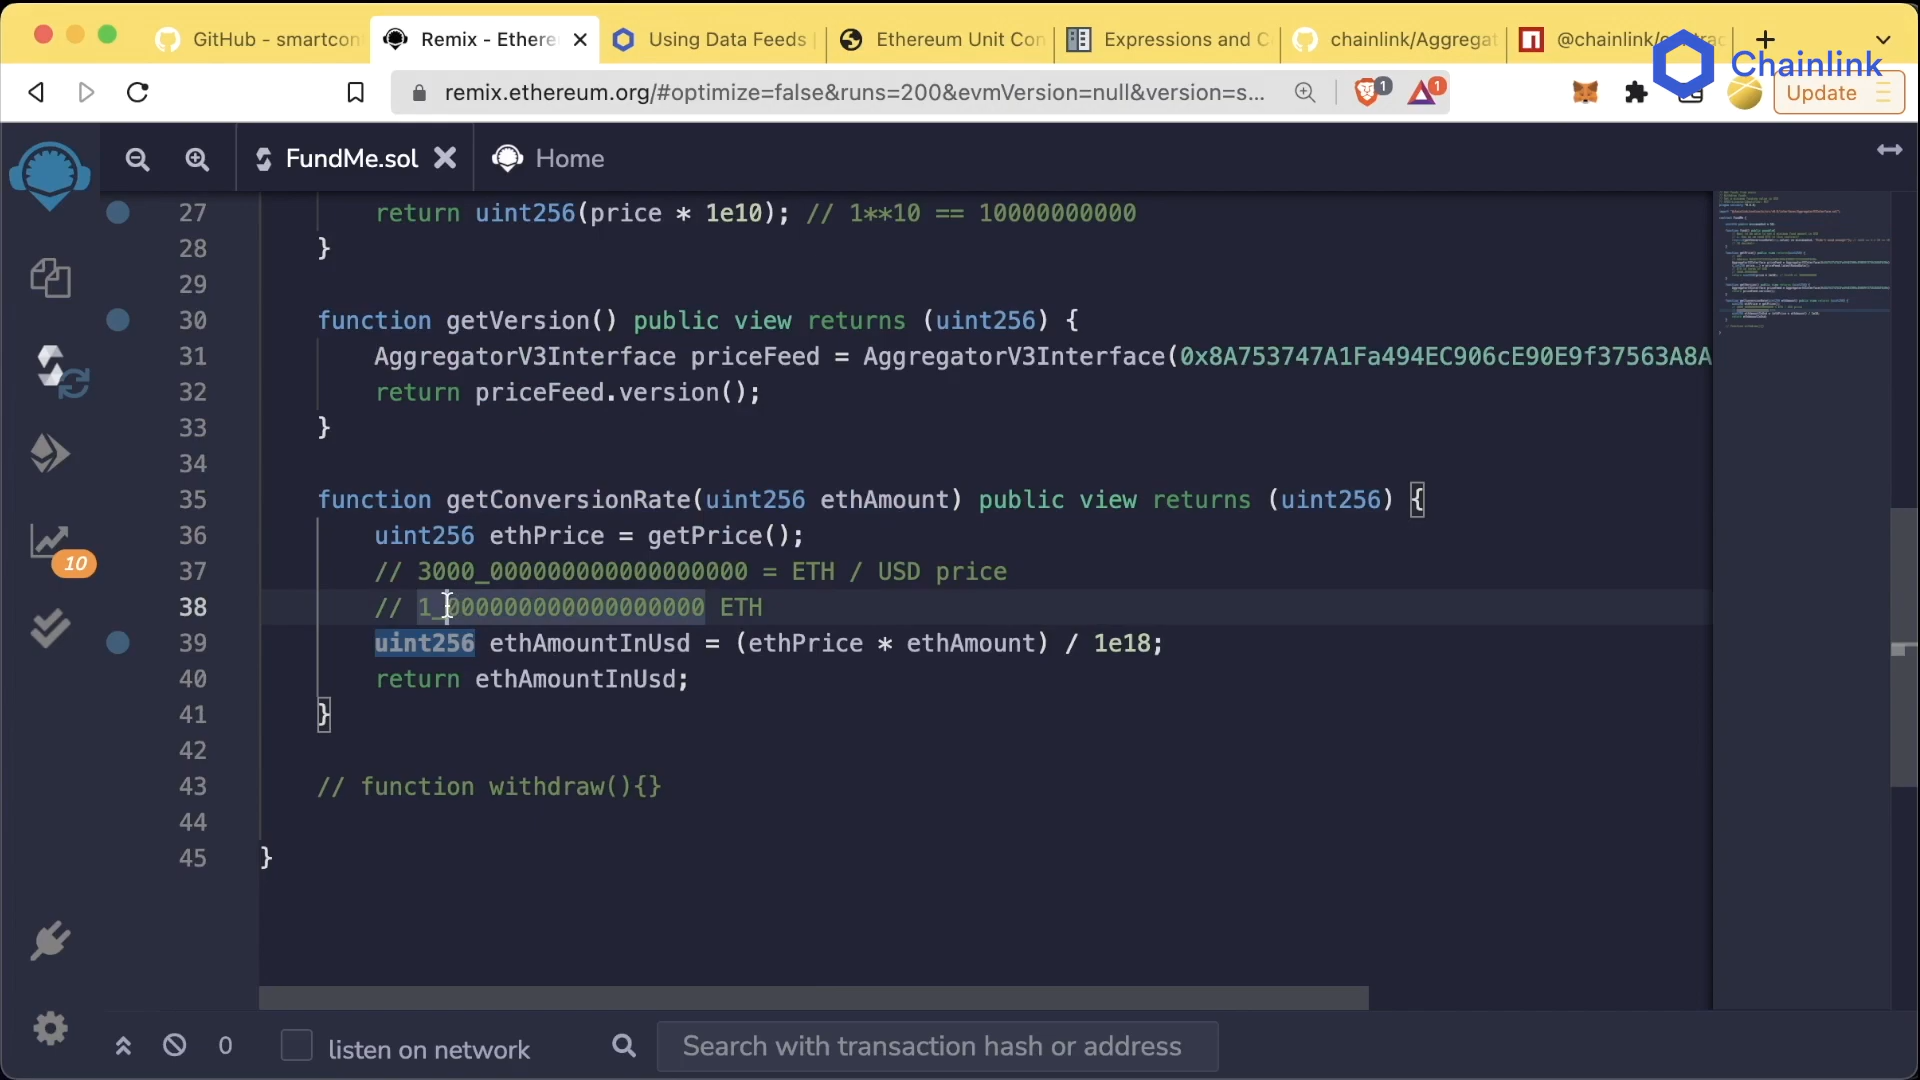 GitHub - smartcon
Remix - Ethere
Using Data Feeds
Ethereum Unit Con
Expressions and C
chainlink/Aggregat
@chainlink/contrac
Chainlink
remix.ethereum.org/#optimize=false&runs=200&evmVersion=null&version=s...
1
1
Update
FundMe.sol
Home
27 return uint256(price * 1e10); // 1**10 == 10000000000
28 }
29
30 function getVersion() public view returns (uint256) {
31 AggregatorV3Interface priceFeed = AggregatorV3Interface(0x8A753747A1Fa494EC906cE90E9f37563A8A
32 return priceFeed.version();
33 }
34
35 function getConversionRate(uint256 ethAmount) public view returns (uint256) {
36 uint256 ethPrice = getPrice();
37 // 3000_000000000000000000 = ETH / USD price
38 // 1_000000000000000000 ETH
39 uint256 ethAmountInUsd = (ethPrice * ethAmount) / 1e18;
40 return ethAmountInUsd;
41 }
42
43 // function withdraw(){}
44
45 }
10
0
listen on network
Search with transaction hash or address